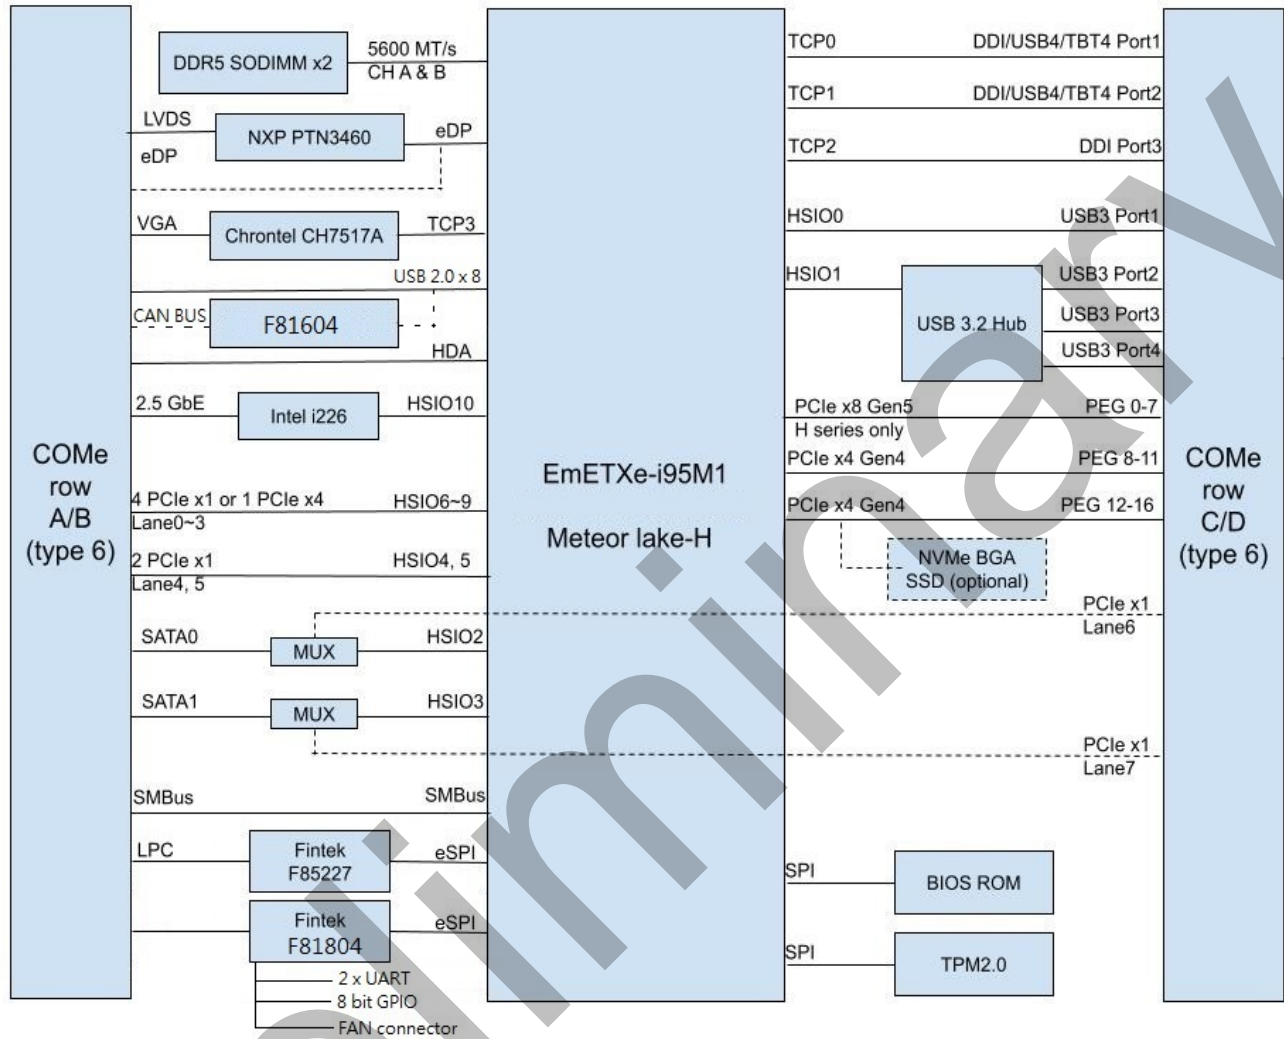 DDR5 SODIMM x2
5600 MT/s
CH A & B
LVDS
NXP PTN3460
eDP
eDP
VGA
Chrontel CH7517A
TCP3
USB 2.0 x 8
CAN BUS
F81604
HDA
2.5 GbE
Intel i226
HSIO10
COMe
row
A/B
(type 6)
4 PCIe x1 or 1 PCIe x4
Lane0~3
HSIO6~9
2 PCIe x1
Lane4, 5
HSIO4, 5
SATA0
MUX
HSIO2
SATA1
MUX
HSIO3
SMBus
SMBus
LPC
Fintek
F85227
eSPI
Fintek
F81804
eSPI
2 x UART
8 bit GPIO
FAN connector
EmETXe-i95M1
Meteor lake-H
TCP0
DDI/USB4/TBT4 Port1
TCP1
DDI/USB4/TBT4 Port2
TCP2
DDI Port3
HSIO0
USB3 Port1
HSIO1
USB 3.2 Hub
USB3 Port2
USB3 Port3
USB3 Port4
PCIe x8 Gen5
H series only
PEG 0-7
PCIe x4 Gen4
PEG 8-11
PCIe x4 Gen4
PEG 12-16
NVMe BGA
SSD (optional)
PCIe x1
Lane6
PCIe x1
Lane7
SPI
BIOS ROM
SPI
TPM2.0
COMe
row
C/D
(type 6)
eliminary